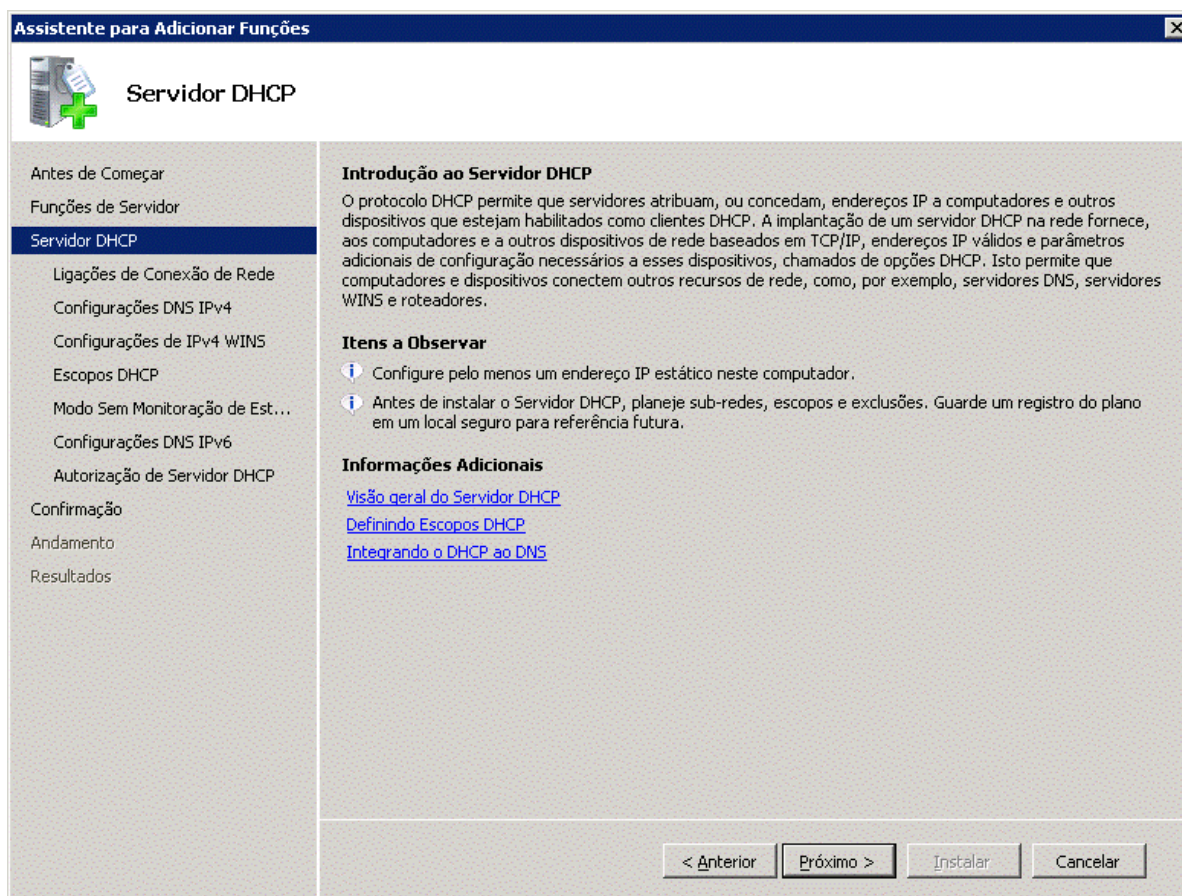 Assistente para Adicionar Funções
Servidor DHCP
Antes de Começar
Funções de Servidor
Servidor DHCP
Ligações de Conexão de Rede
Configurações DNS IPv4
Configurações de IPv4 WINS
Escopos DHCP
Modo Sem Monitoração de Est...
Configurações DNS IPv6
Autorização de Servidor DHCP
Confirmação
Andamento
Resultados
Introdução ao Servidor DHCP
O protocolo DHCP permite que servidores atribuam, ou concedam, endereços IP a computadores e outros
dispositivos que estejam habilitados como clientes DHCP. A implantação de um servidor DHCP na rede fornece,
aos computadores e a outros dispositivos de rede baseados em TCP/IP, endereços IP válidos e parâmetros
adicionais de configuração necessários a esses dispositivos, chamados de opções DHCP. Isto permite que
computadores e dispositivos conectem outros recursos de rede, como, por exemplo, servidores DNS, servidores
WINS e roteadores.
Itens a Observar
Configure pelo menos um endereço IP estático neste computador.
Antes de instalar o Servidor DHCP, planeje sub-redes, escopos e exclusões. Guarde um registro do plano
em um local seguro para referência futura.
Informações Adicionais
Visão geral do Servidor DHCP
Definindo Escopos DHCP
Integrando o DHCP ao DNS
< Anterior
Próximo >
Instalar
Cancelar